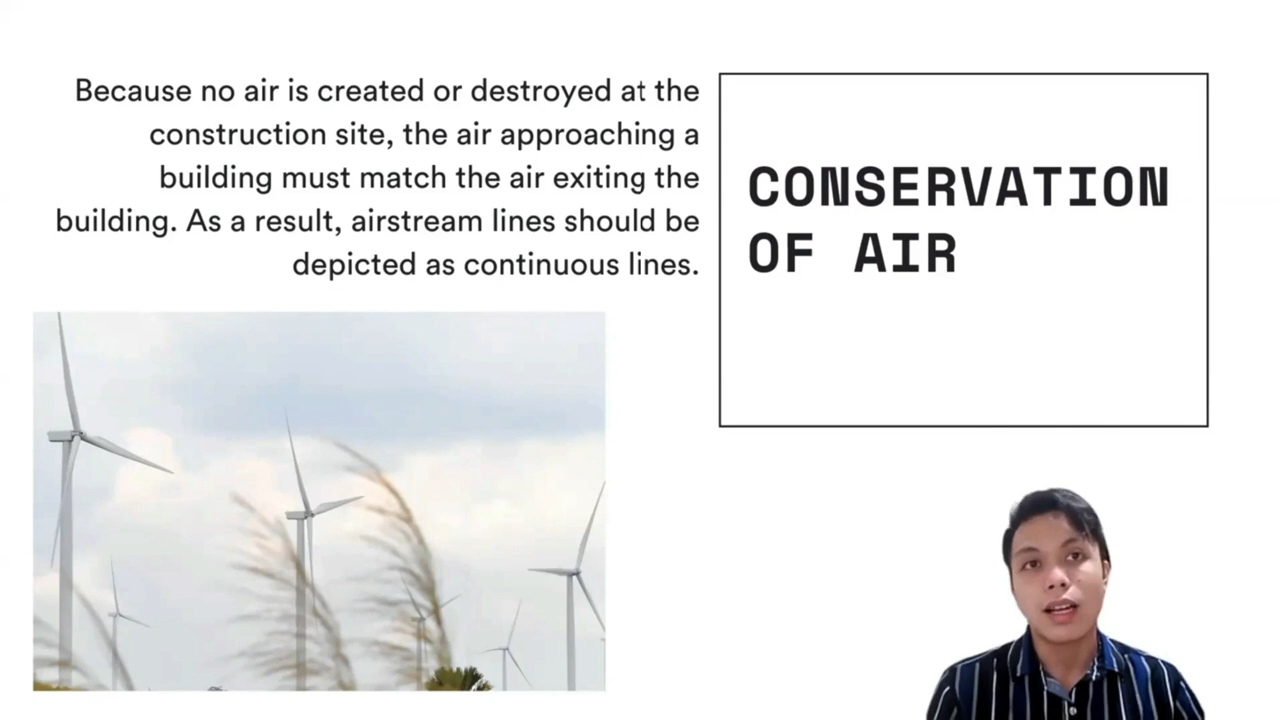 Because no air is created or destroyed at the
construction site, the air approaching a
building must match the air exiting the
building. As a result, airstream lines should be
depicted as continuous lines.
CONSERVATION
OF AIR